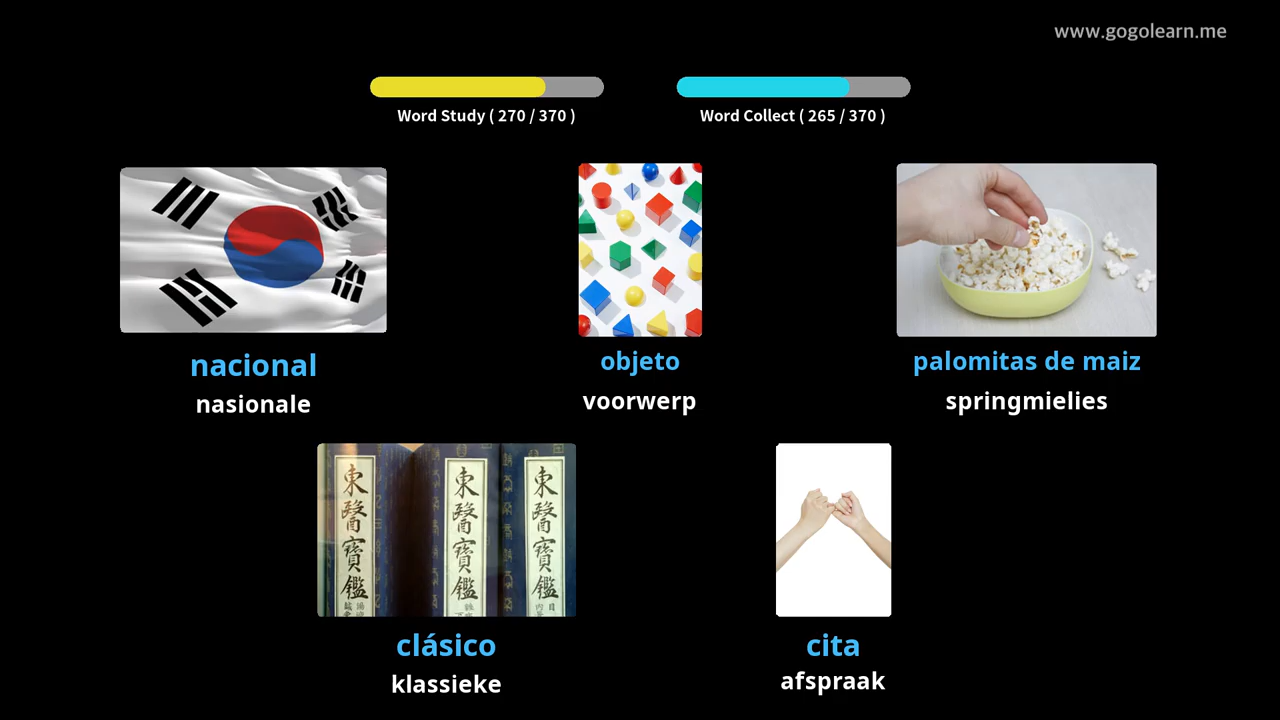 www.gogolearn.me
Word Study ( 270 / 370 )
Word Collect ( 265 / 370 )
nacional
nasionale
objeto
voorwerp
palomitas de maiz
springmielies
東醫寶鑑
東醫寶鑑
東醫寶鑑
clásico
klassieke
cita
afspraak